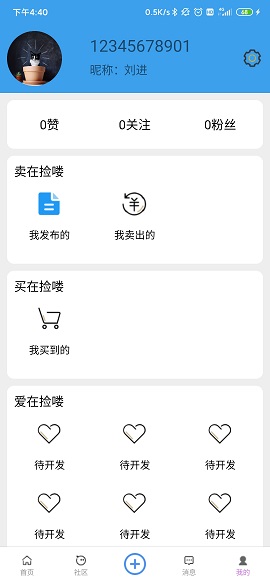 下午4:40 0.5K/s 68
12345678901
昵称：刘进
0赞 0关注 0粉丝
卖在捡喽
我发布的 我卖出的
买在捡喽
我买到的
爱在捡喽
待开发 待开发 待开发
待开发 待开发 待开发
首页 社区 消息 我的